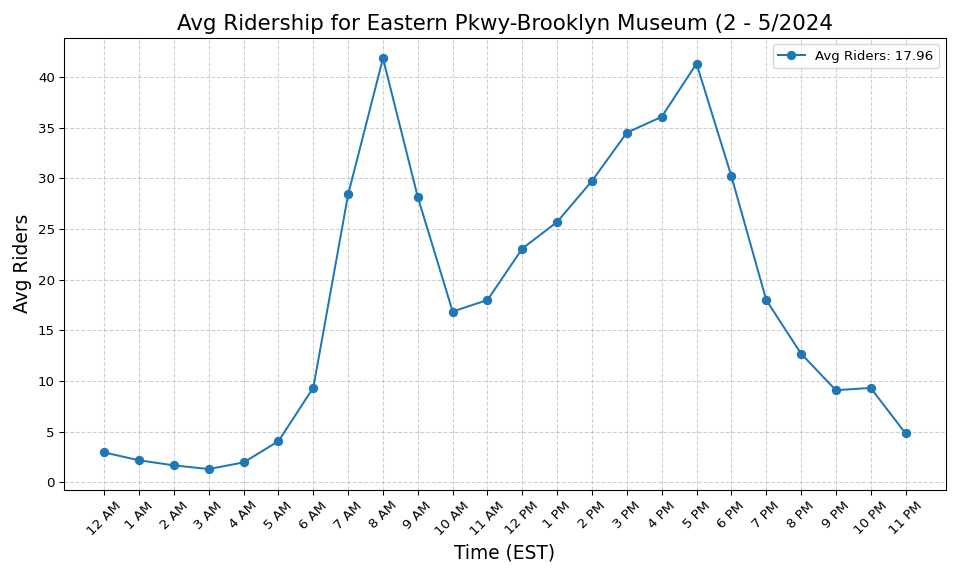 Avg Ridership for Eastern Pkwy-Brooklyn Museum (2 - 5/2024
Avg Riders: 17.96
Avg Riders
40
35
30
25
20
15
10
5
0
12 AM
1 AM
2 AM
3 AM
4 AM
5 AM
6 AM
7 AM
8 AM
9 AM
10 AM
11 AM
12 PM
1 PM
2 PM
3 PM
4 PM
5 PM
6 PM
7 PM
8 PM
9 PM
10 PM
11 PM
Time (EST)